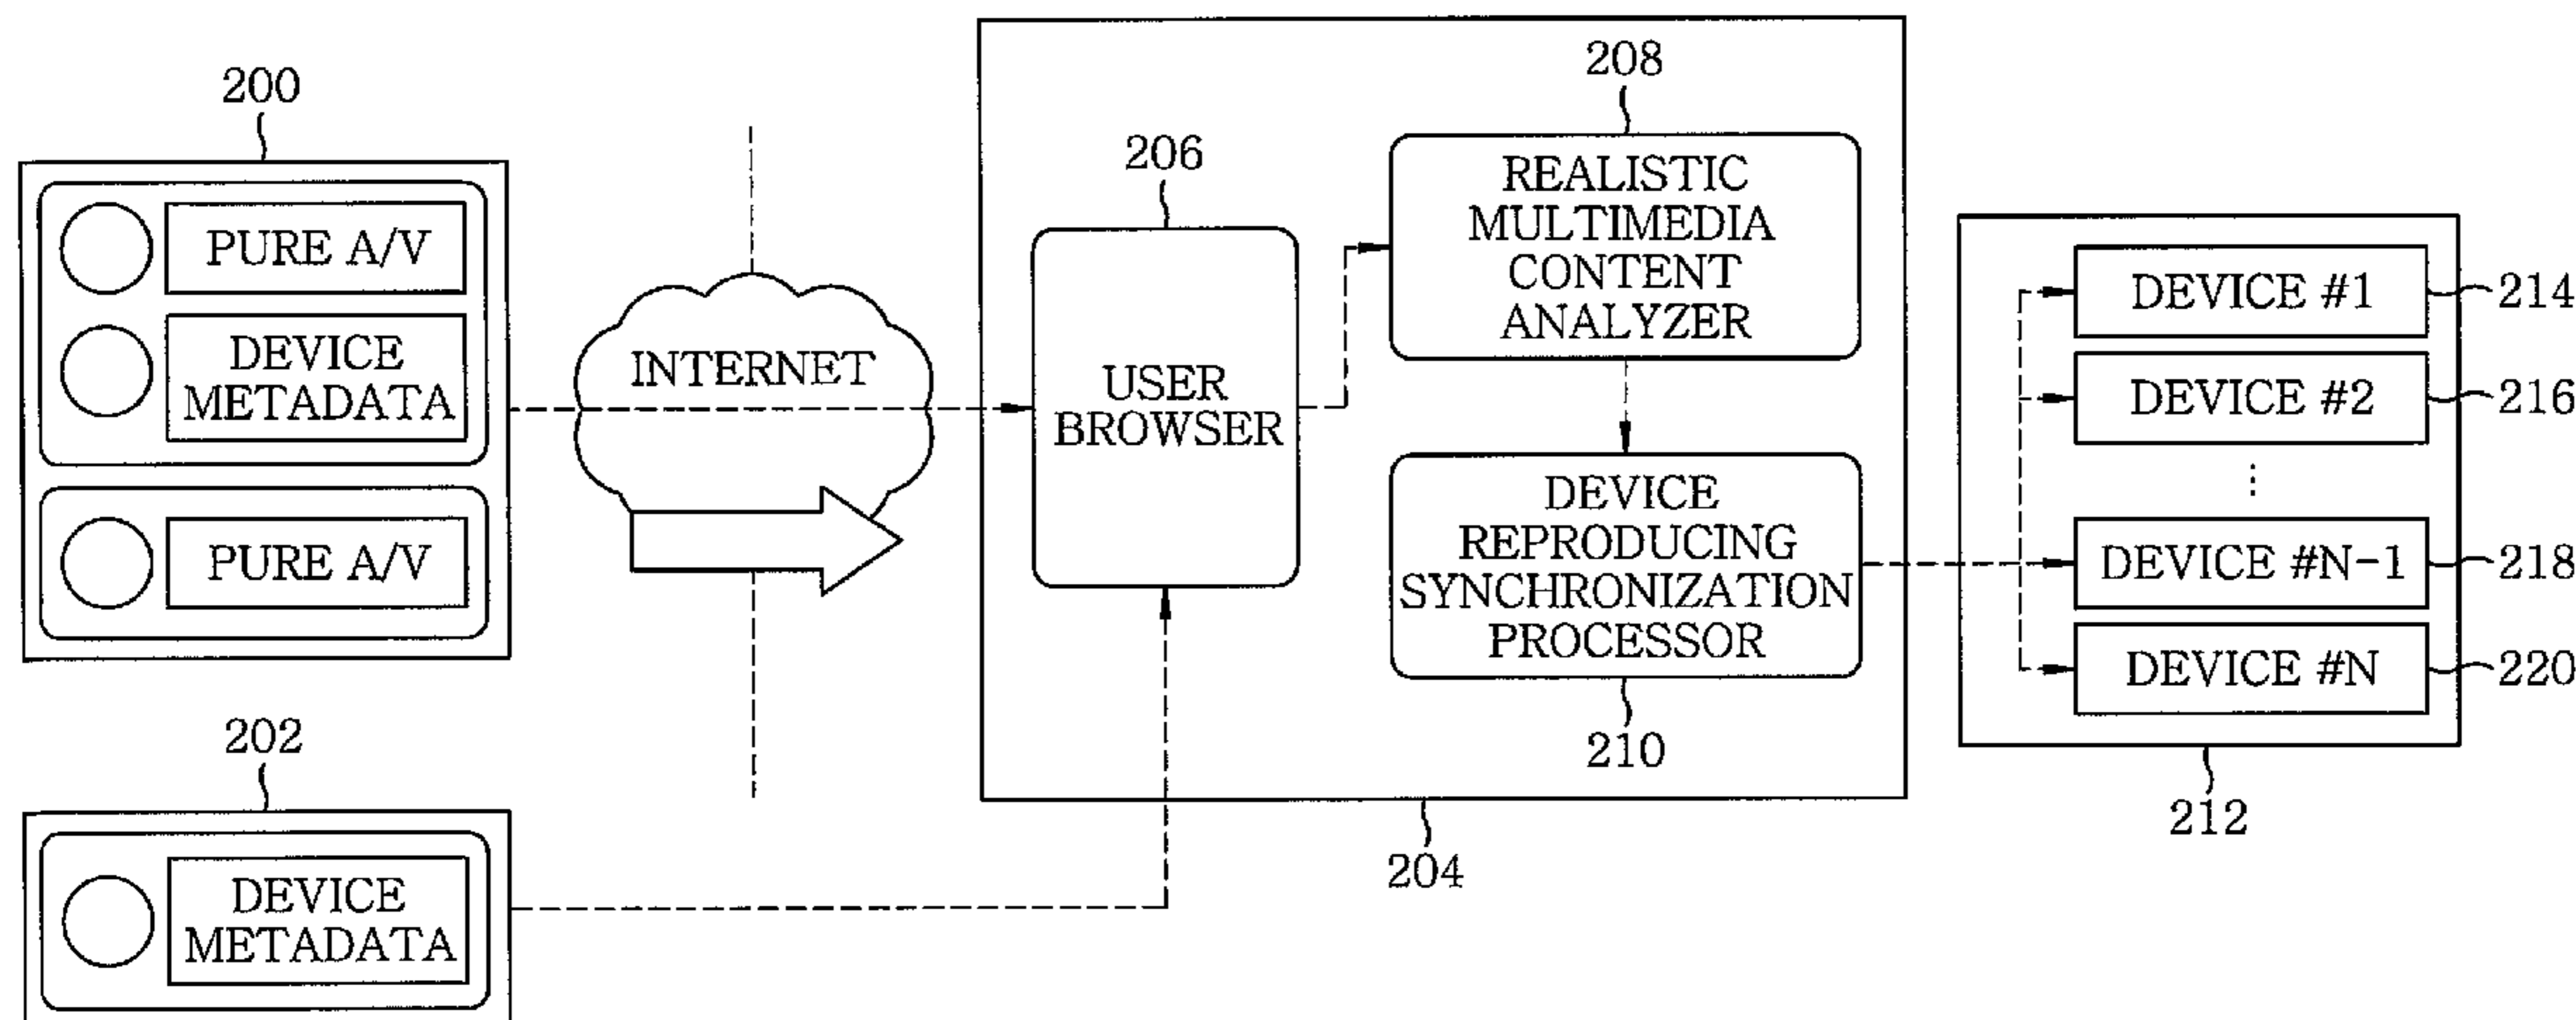 200
PURE A/V
DEVICE
METADATA
PURE A/V
202
DEVICE
METADATA
INTERNET
206
USER
BROWSER
208
REALISTIC
MULTIMEDIA
CONTENT
ANALYZER
DEVICE
REPRODUCING
SYNCHRONIZATION
PROCESSOR
210
204
DEVICE #1
214
DEVICE #2
216
⋮
DEVICE #N-1
218
DEVICE #N
220
212